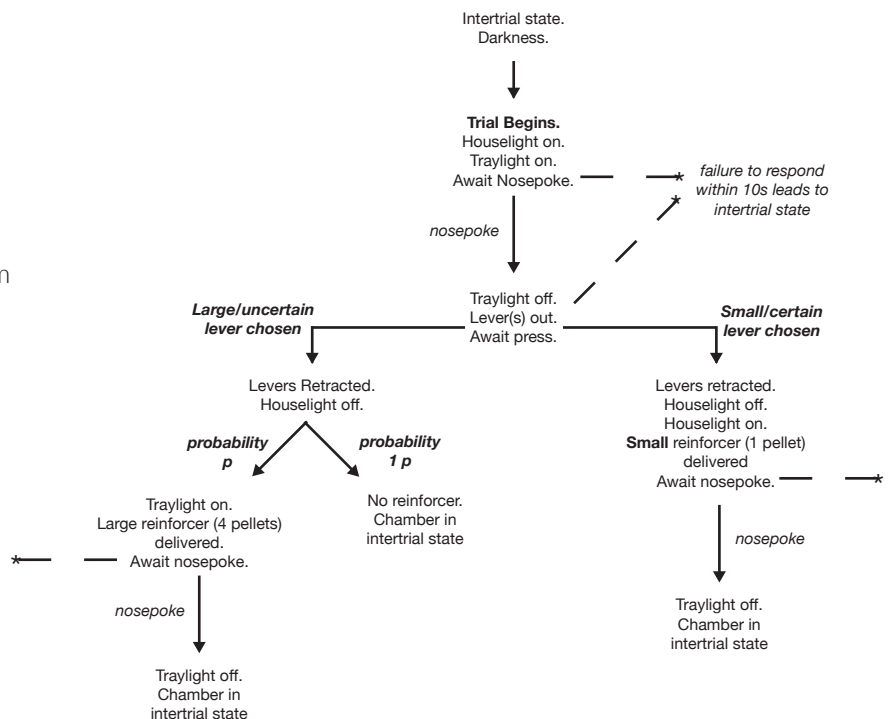 Intertrial state.
Darkness.
Trial Begins.
Houselight on.
Traylight on.
Await Nosepoke.
failure to respond
within 10s leads to
intertrial state
nosepoke
Traylight off.
Lever(s) out.
Await press.
Large/uncertain
lever chosen
Small/certain
lever chosen
Levers Retracted.
Houselight off.
probability
p
probability
1 p
Traylight on.
Large reinforcer (4 pellets)
delivered.
Await nosepoke.
No reinforcer.
Chamber in
intertrial state
nosepoke
Traylight off.
Chamber in
intertrial state
Levers retracted.
Houselight off.
Houselight on.
Small reinforcer (1 pellet)
delivered
Await nosepoke.
nosepoke
Traylight off.
Chamber in
intertrial state